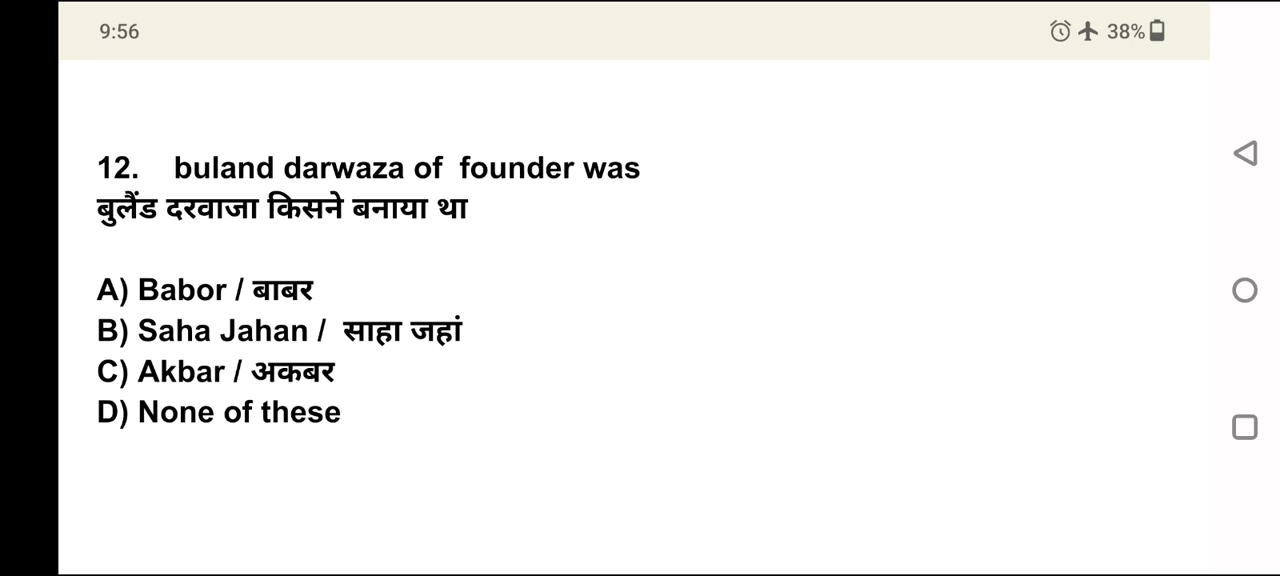 9:56
38%
12. buland darwaza of founder was
बुलैंड दरवाजा किसने बनाया था
A) Babor / बाबर
B) Saha Jahan / साहा जहां
C) Akbar / अकबर
D) None of these